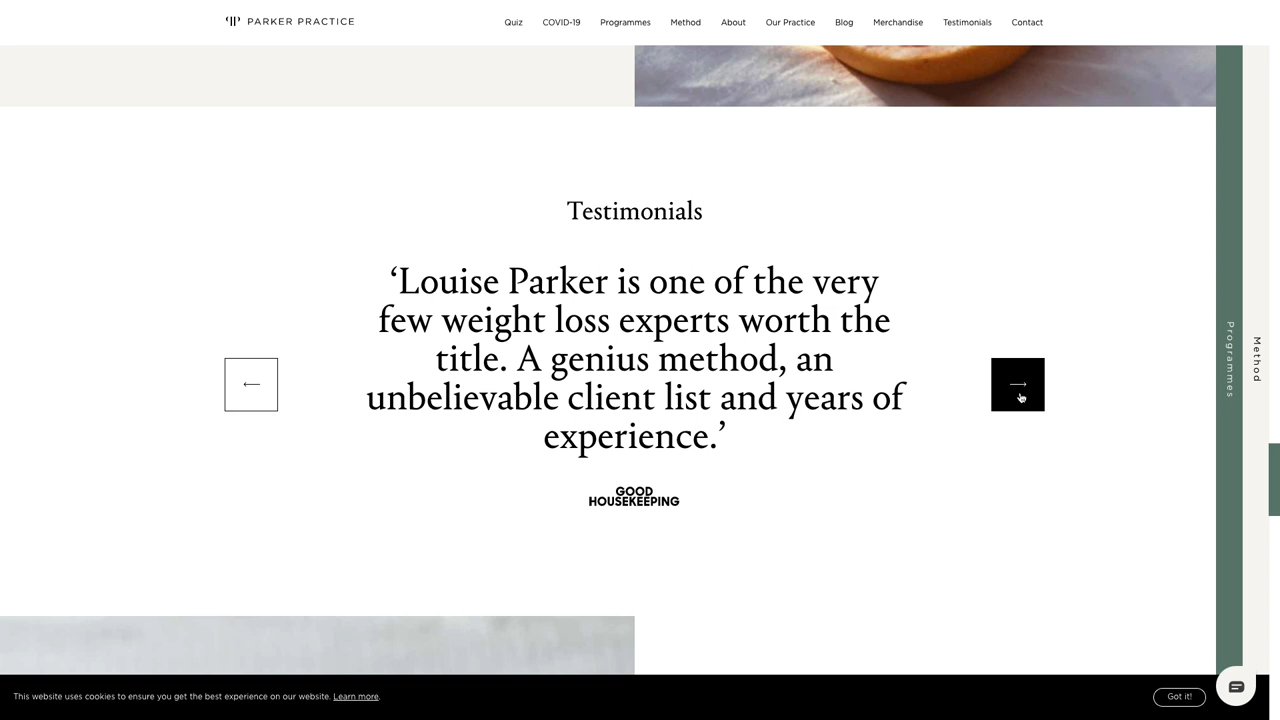 PARKER PRACTICE
Quiz
COVID-19
Programmes
Method
About
Our Practice
Blog
Merchandise
Testimonials
Contact
Testimonials
‘Louise Parker is one of the very
few weight loss experts worth the
title. A genius method, an
unbelievable client list and years of
experience.’
GOOD
HOUSEKEEPING
Programmes
Method
This website uses cookies to ensure you get the best experience on our website. Learn more.
Got it!